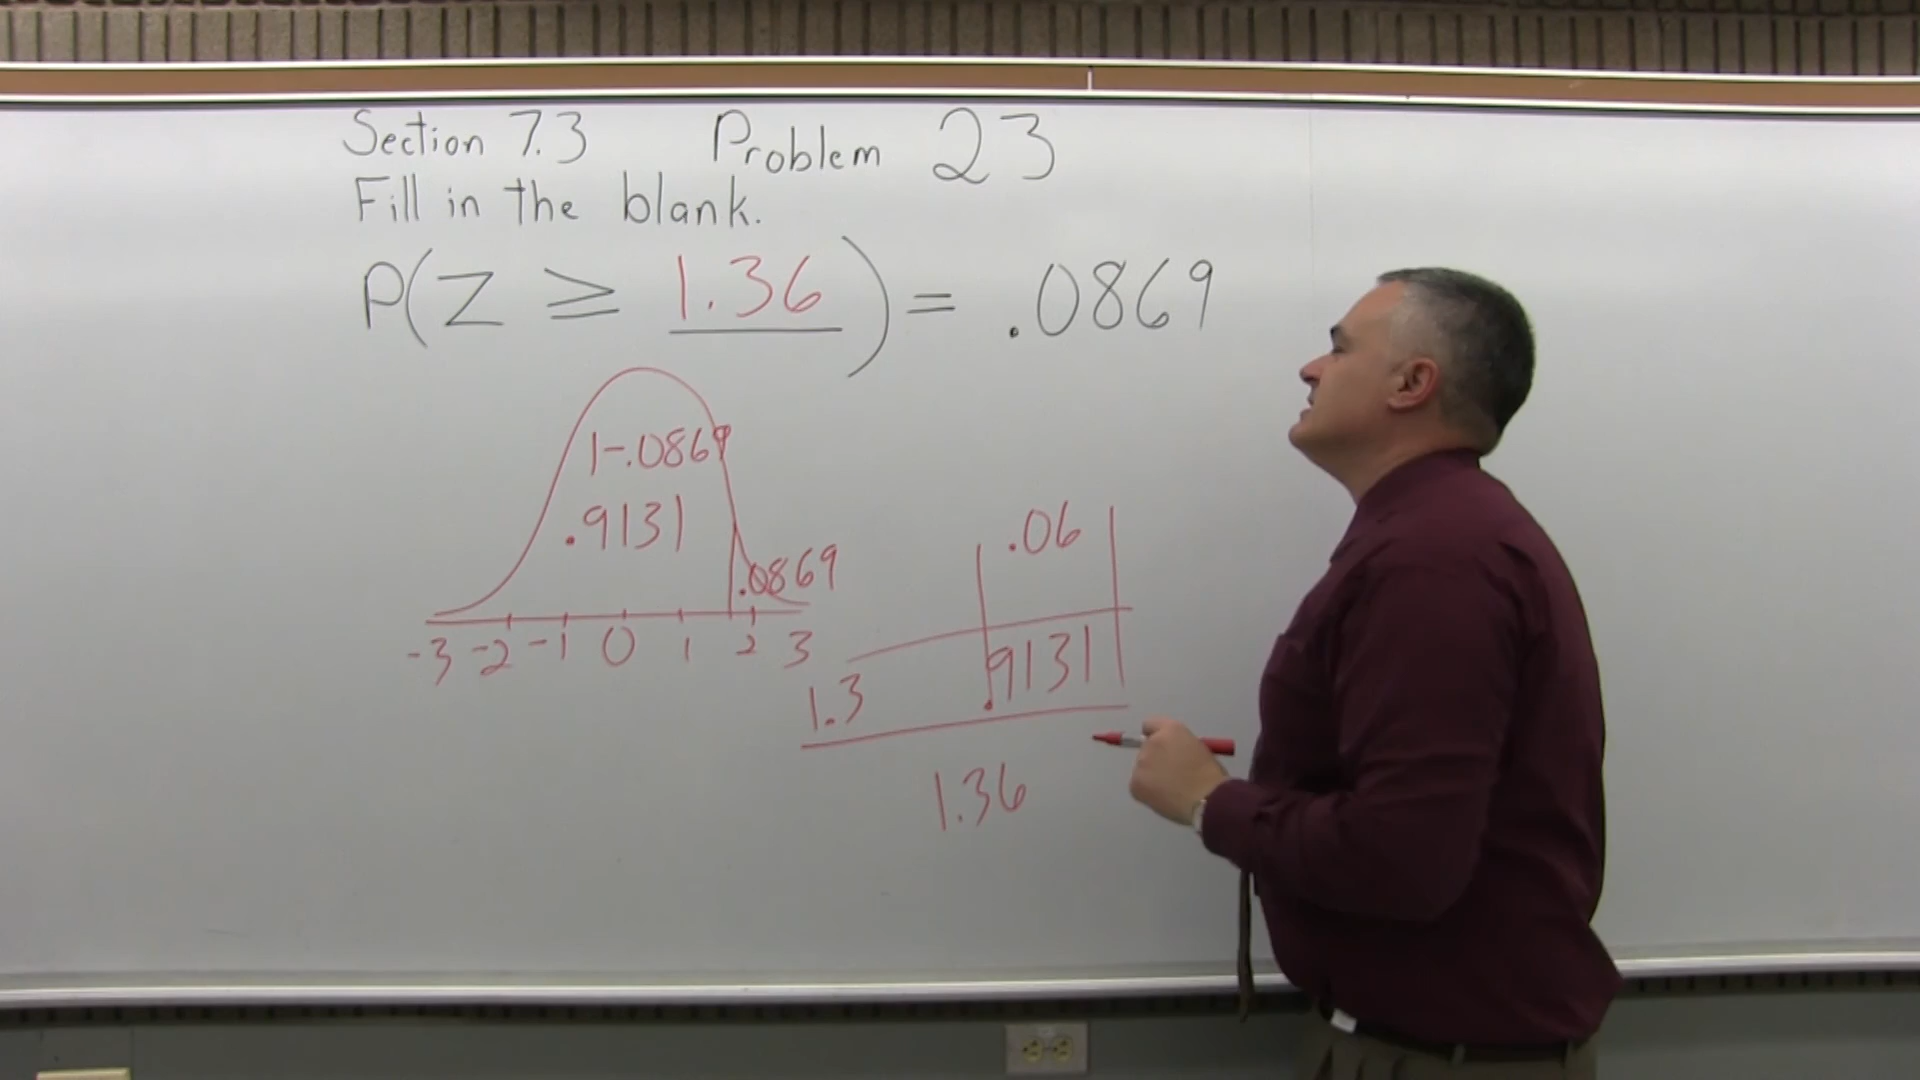 Section 7.3 Problem 23
Fill in the blank.
P(Z ≥ 1.36) = .0869
1-.0869
.9131
.0869
-3 -2 -1 0 1 2 3
.06
1.3 .9131
1.36